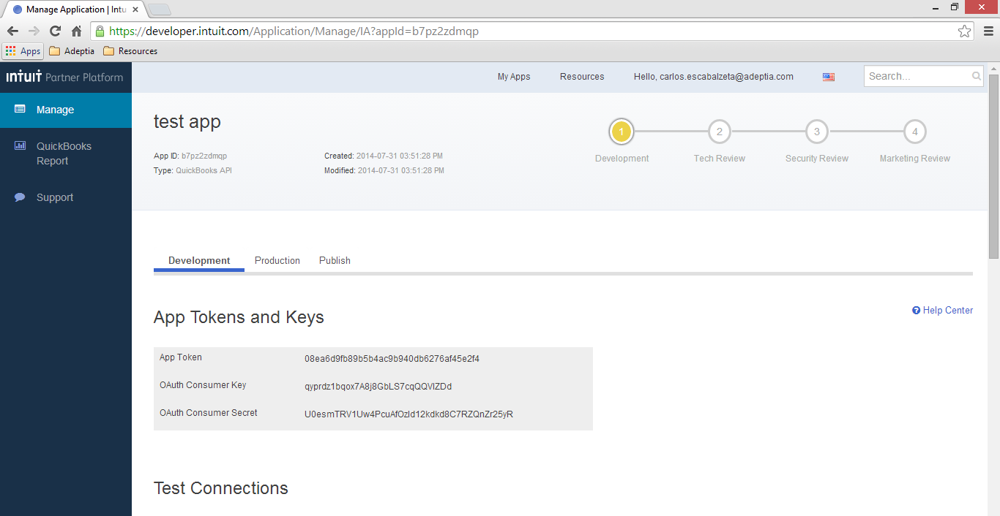 Manage Application | Intu
https://developer.intuit.com/Application/Manage/IA?appId=b7pz2zdmqp
Apps Adeptia Resources
intuit Partner Platform
My Apps Resources Hello, carlos.escabalzeta@adeptia.com Search...
Manage
QuickBooks
Report
Support
test app
App ID: b7pz2zdmqp Created: 2014-07-31 03:51:28 PM
Type: QuickBooks API Modified: 2014-07-31 03:51:28 PM
1 2 3 4
Development Tech Review Security Review Marketing Review
Development Production Publish
App Tokens and Keys
Help Center
App Token 08ea6d9fb89b5b4ac9b940db6276af45e2f4
OAuth Consumer Key qyprdz1bqox7A8j8GbLS7cqQQVlZDd
OAuth Consumer Secret U0esmTRV1Uw4PcuAfOzld12kdkd8C7RZQnZr25yR
Test Connections